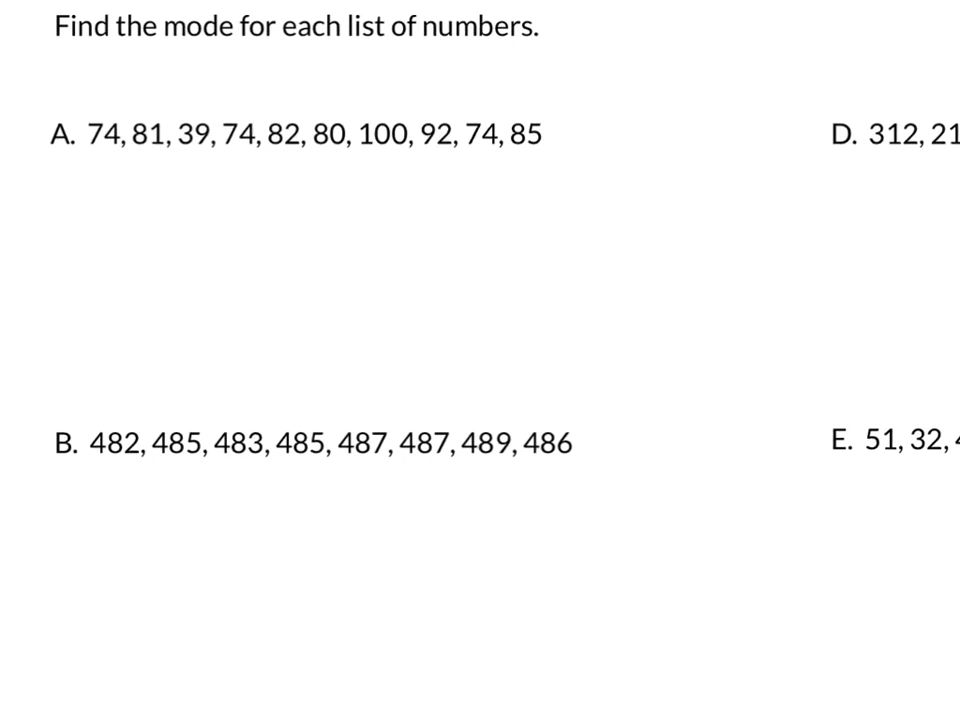 Find the mode for each list of numbers.
A. 74, 81, 39, 74, 82, 80, 100, 92, 74, 85
D. 312, 21
B. 482, 485, 483, 485, 487, 487, 489, 486
E. 51, 32,